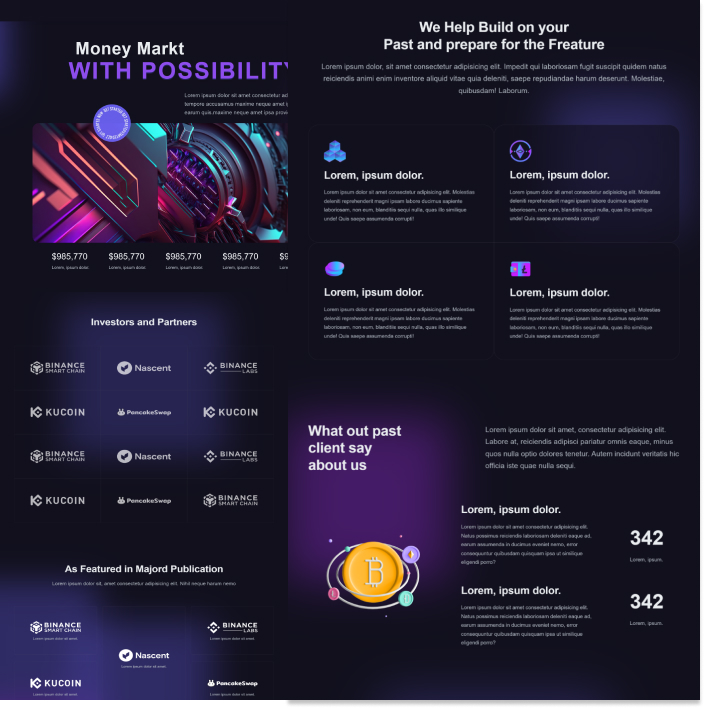 Money Markt
WITH POSSIBILITY
Lorem ipsum dolor sit amet consectetur ad
tempore accusamus maxime neque amet i
earum quis.maxime neque amet ipsa provi
$985,770 $985,770 $985,770 $985,770 $9
Lorem, ipsum dolor. Lorem, ipsum dolor. Lorem, ipsum dolor. Lorem, ipsum dolor. Lore
Investors and Partners
BINANCE
SMART CHAIN
Nascent
BINANCE
LABS
KUCOIN
PancakeSwap
KUCOIN
BINANCE
SMART CHAIN
Nascent
BINANCE
LABS
KUCOIN
PancakeSwap
BINANCE
SMART CHAIN
As Featured in Majord Publication
Lorem ipsum dolor sit, amet consectetur adipisicing elit. Nihil neque harum nemo
BINANCE
SMART CHAIN
Lorem ipsum dolor sit amet.
BINANCE
LABS
Lorem ipsum dolor sit amet.
Nascent
Lorem ipsum dolor sit amet.
KUCOIN
Lorem ipsum dolor sit amet.
PancakeSwap
Lorem ipsum dolor sit amet.
We Help Build on your
Past and prepare for the Freature
Lorem ipsum dolor sit amet consectetur adipisicing elit. Impedit qui laboriosam fugit suscipit quidem natus
reiciendis animi enim inventore aliquid vitae quia deleniti, saepe repudiandae harum deserunt. Molestiae,
quibusdam! Laborum.
Lorem, ipsum dolor.
Lorem ipsum dolor sit amet consectetur adipisicing elit. Molestias
deleniti reprehenderit magni ipsam labore ducimus sapiente
laboriosam, non eum, blanditiis sequi nulla, quas illo similique
unde! Quis saepe assumenda corrupti!
Lorem, ipsum dolor.
Lorem ipsum dolor sit amet consectetur adipisicing elit. Molestias
deleniti reprehenderit magni ipsam labore ducimus sapiente
laboriosam, non eum, blanditiis sequi nulla, quas illo similique
unde! Quis saepe assumenda corrupti!
Lorem, ipsum dolor.
Lorem ipsum dolor sit amet consectetur adipisicing elit. Molestias
deleniti reprehenderit magni ipsam labore ducimus sapiente
laboriosam, non eum, blanditiis sequi nulla, quas illo similique
unde! Quis saepe assumenda corrupti!
Lorem, ipsum dolor.
Lorem ipsum dolor sit amet consectetur adipisicing elit. Molestias
deleniti reprehenderit magni ipsam labore ducimus sapiente
laboriosam, non eum, blanditiis sequi nulla, quas illo similique
unde! Quis saepe assumenda corrupti!
What out past
client say
about us
Lorem ipsum dolor sit amet, consectetur adipisicing elit.
Labore at, reiciendis adipisci pariatur omnis eaque, minus
quos nulla optio dolores tenetur. Autem incidunt veritatis hic
officia iste quae nulla sequi.
Lorem, ipsum dolor.
Lorem ipsum dolor sit amet consectetur adipisicing elit.
Natus possimus reiciendis laboriosam ducimus eveniet,
earum assumenda in ducimus eveniet nemo, error
consequuntur quibusdam quisquam ipsa ut similique
eligendi porro?
342
Lorem, ipsum.
Lorem, ipsum dolor.
Lorem ipsum dolor sit amet consectetur adipisicing elit.
earum assumenda in ducimus eveniet nemo, error
consequuntur quibusdam quisquam ipsa ut similique
eligendi porro?
342
Lorem, ipsum.